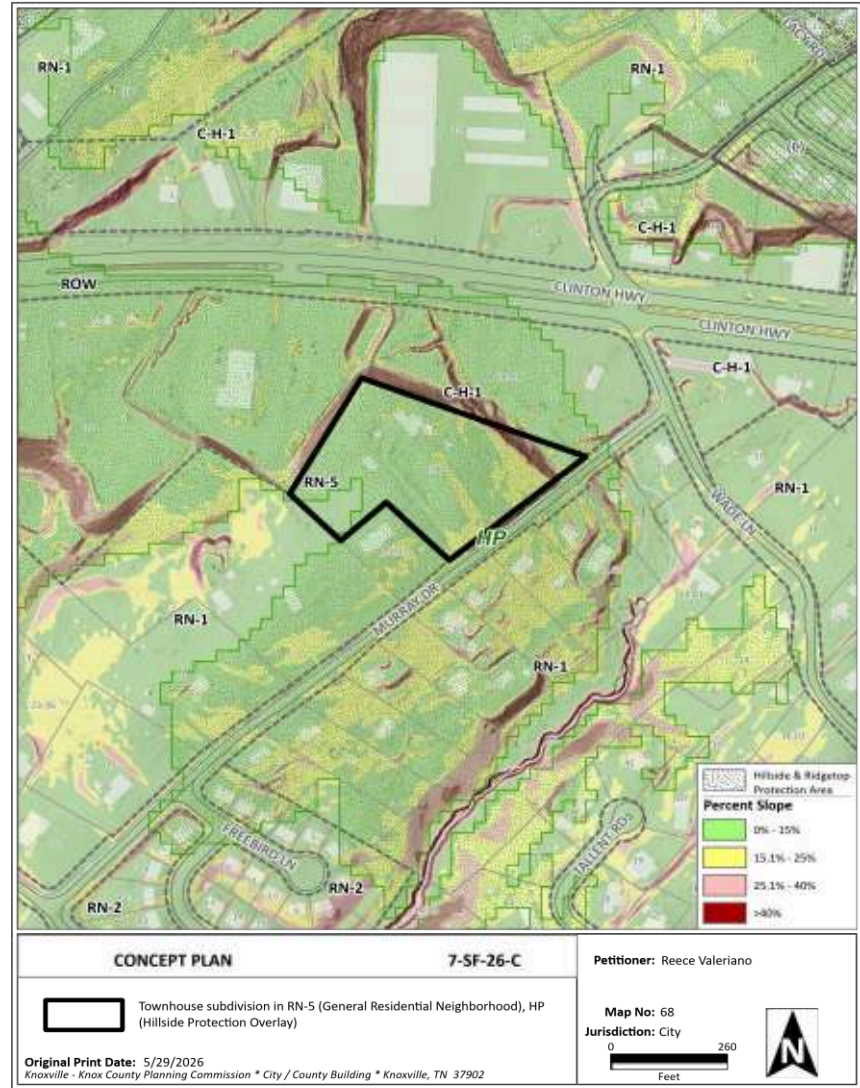 LACY RD
RN-1
RN-1
C-H-1
(C)
C-H-1
ROW
CLINTON HWY
CLINTON HWY
C-H-1
C-H-1
RN-5
RN-1
WADE LN
HP
MURRAY DR
RN-1
RN-1
Hillside & Ridgetop
Protection Area
Percent Slope
0% - 15%
15.1% - 25%
25.1% - 40%
>40%
FREEBIRD LN
TALLENT RD
RN-2
RN-2
CONCEPT PLAN
7-SF-26-C
Petitioner: Reece Valeriano
Townhouse subdivision in RN-5 (General Residential Neighborhood), HP
(Hillside Protection Overlay)
Map No: 68
Jurisdiction: City
0 260
Feet
N
Original Print Date: 5/29/2026
Knoxville - Knox County Planning Commission * City / County Building * Knoxville, TN 37902